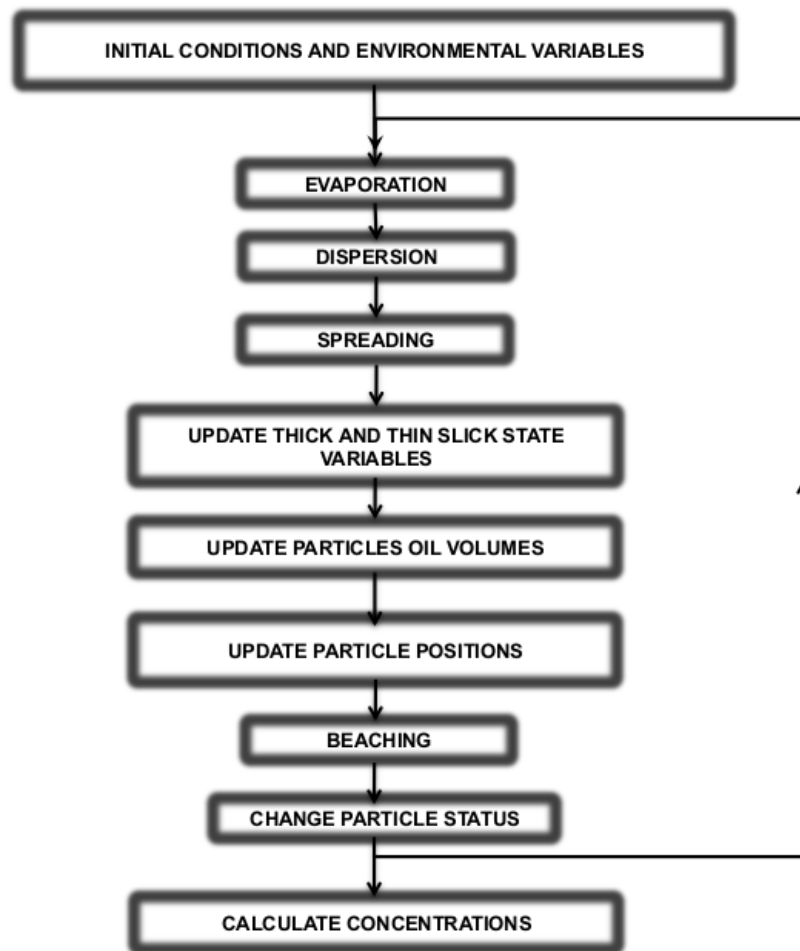 INITIAL CONDITIONS AND ENVIRONMENTAL VARIABLES
EVAPORATION
DISPERSION
SPREADING
UPDATE THICK AND THIN SLICK STATE
VARIABLES
UPDATE PARTICLES OIL VOLUMES
UPDATE PARTICLE POSITIONS
BEACHING
CHANGE PARTICLE STATUS
CALCULATE CONCENTRATIONS